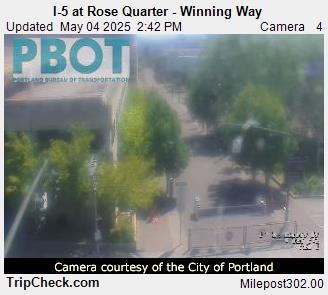 I-5 at Rose Quarter - Winning Way
Updated May 04 2025 2:42 PM Camera 4
PBOT
PORTLAND BUREAU OF TRANSPORTATION
Camera courtesy of the City of Portland
TripCheck.com Milepost302.00